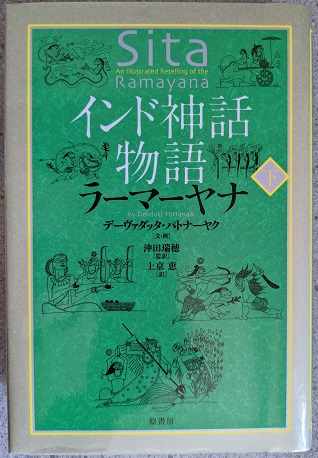 Sita
An Illustrated Retelling of the
Ramayana
インド神話
物語
下
ラーマーヤナ
by Devdutt Pattanaik
デーヴァダッタ・パトナーヤク
[文・画]
沖田瑞穂
[監訳]
上京 恵
[訳]
原書房